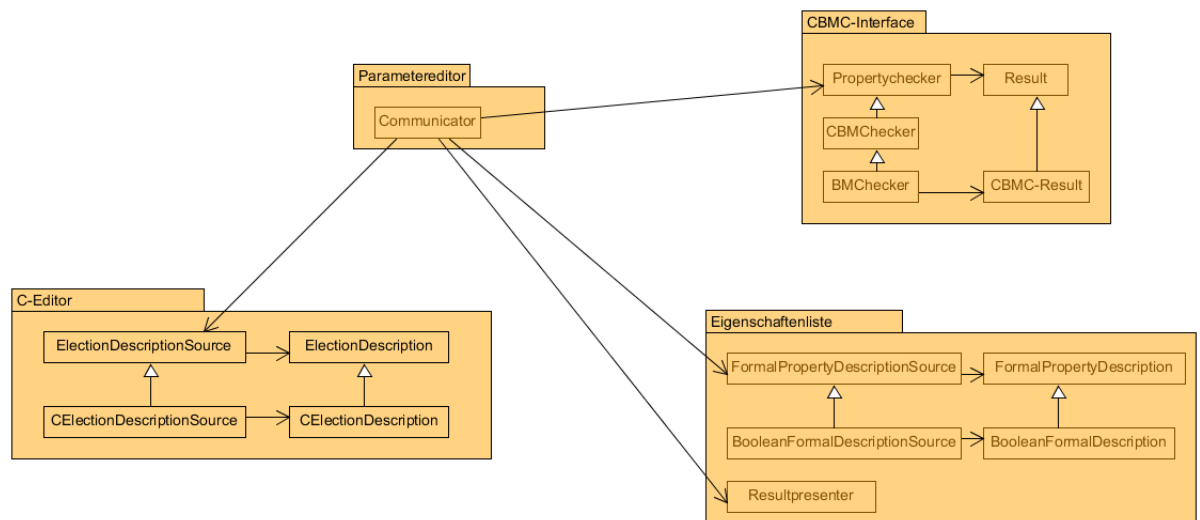 CBMC-Interface
Propertychecker
Result
CBMChecker
BMChecker
CBMC-Result
Parametereditor
Communicator
C-Editor
ElectionDescriptionSource
ElectionDescription
CElectionDescriptionSource
CElectionDescription
Eigenschaftenliste
FormalPropertyDescriptionSource
FormalPropertyDescription
BooleanFormalDescriptionSource
BooleanFormalDescription
Resultpresenter